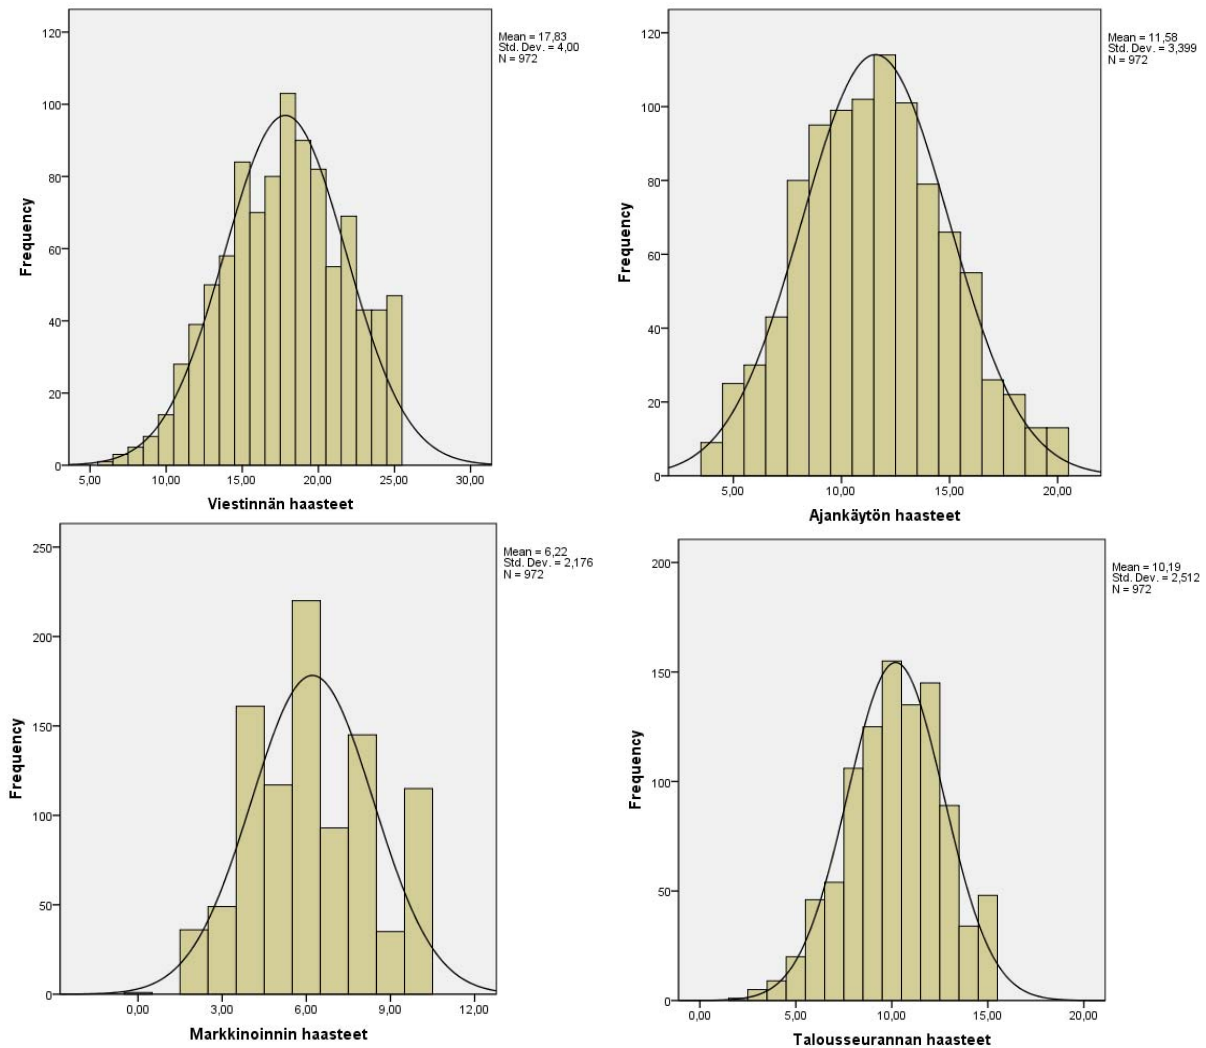 120
100
80
60
40
20
0
Frequency
5,00 10,00 15,00 20,00 25,00 30,00
Viestinnän haasteet
Mean = 17,83
Std. Dev. = 4,00
N = 972
120
100
80
60
40
20
0
Frequency
5,00 10,00 15,00 20,00
Ajankäytön haasteet
Mean = 11,58
Std. Dev. = 3,399
N = 972
250
200
150
100
50
0
Frequency
0,00 3,00 6,00 9,00 12,00
Markkinoinnin haasteet
Mean = 6,22
Std. Dev. = 2,176
N = 972
200
150
100
50
0
Frequency
0,00 5,00 10,00 15,00 20,00
Talousseurannan haasteet
Mean = 10,19
Std. Dev. = 2,512
N = 972